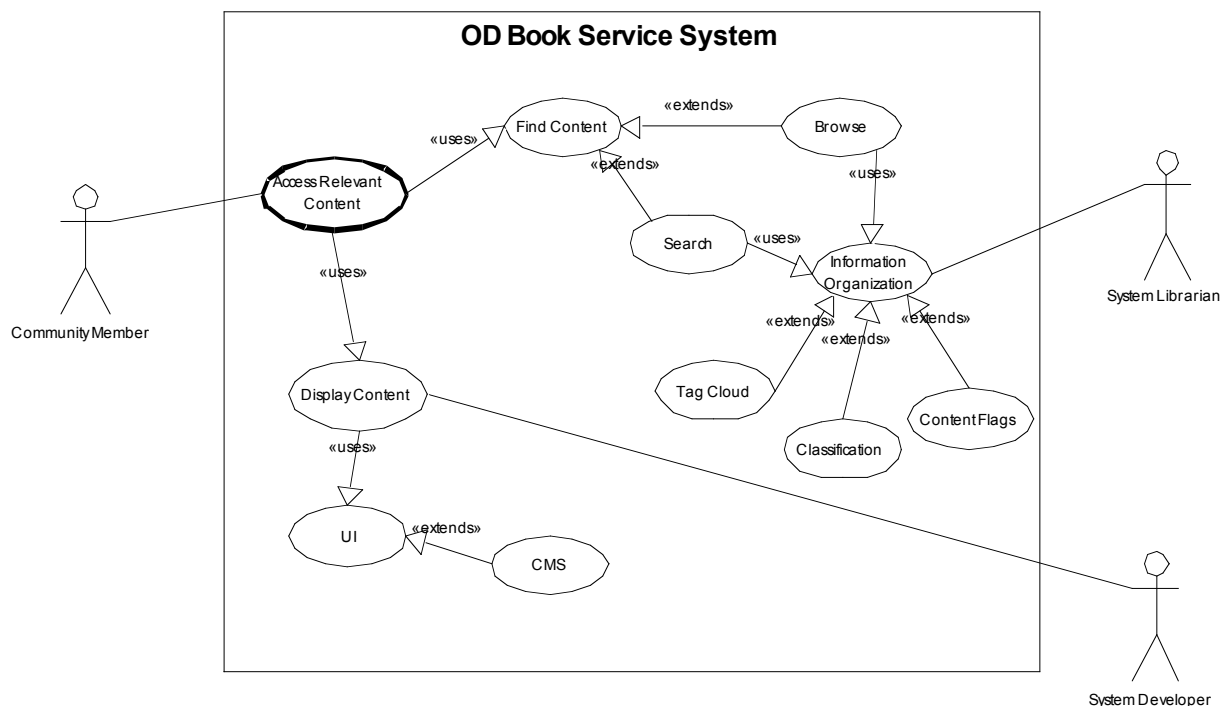 OD Book Service System
«extends»
Find Content
Browse
«uses»
«extends»
«uses»
Access Relevant
Content
Search
«uses»
Information
Organization
«uses»
System Librarian
Community Member
«extends»
«extends»
«extends»
Display Content
Tag Cloud
Content Flags
«uses»
Classification
«extends»
UI
CMS
System Developer